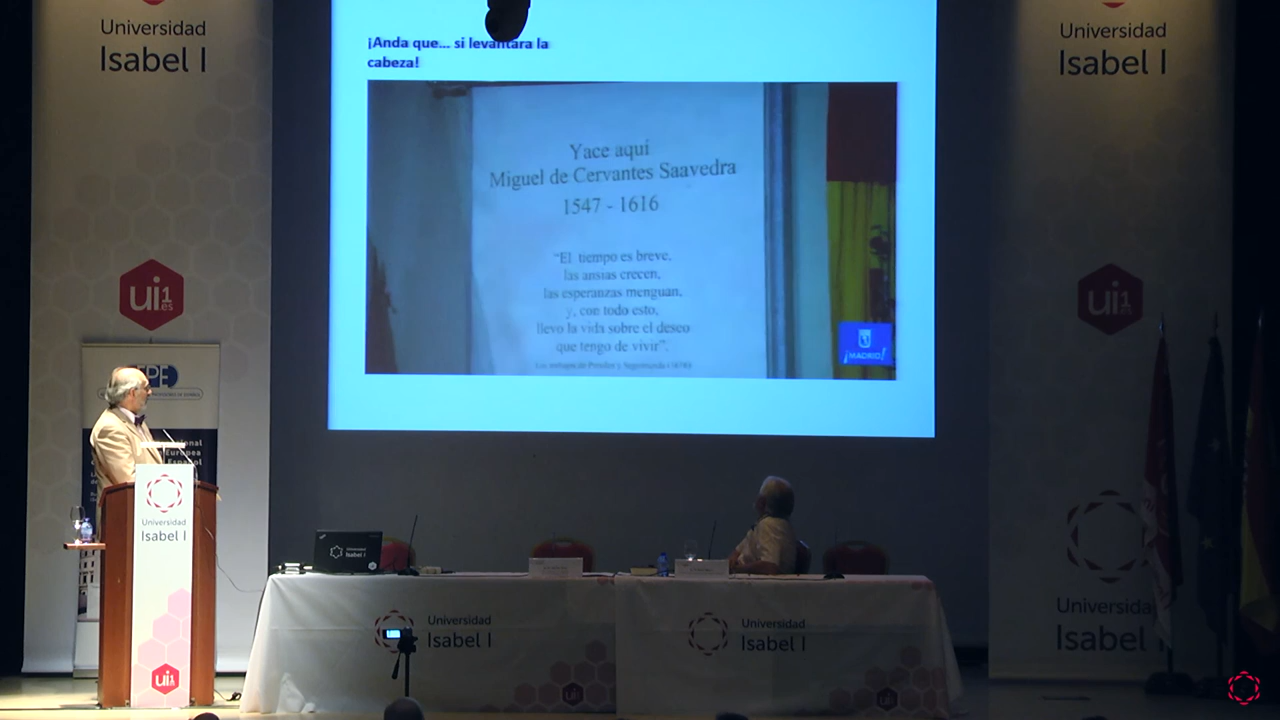 Universidad
Isabel I
ui1
.es
¡Anda que... si levantara la
cabeza!
Yace aquí
Miguel de Cervantes Saavedra
1547 - 1616
“El tiempo es breve,
las ansias crecen,
las esperanzas menguan,
y, con todo esto,
llevo la vida sobre el deseo
que tengo de vivir”.
¡MADRID!
Universidad
Isabel I
ui1
Universidad
Isabel I
Universidad
Isabel I
ui1
Universidad
Isabel I
Universidad
Isabel I
ui1
Universidad
Isabel I
ui1
Universida
Isabel I